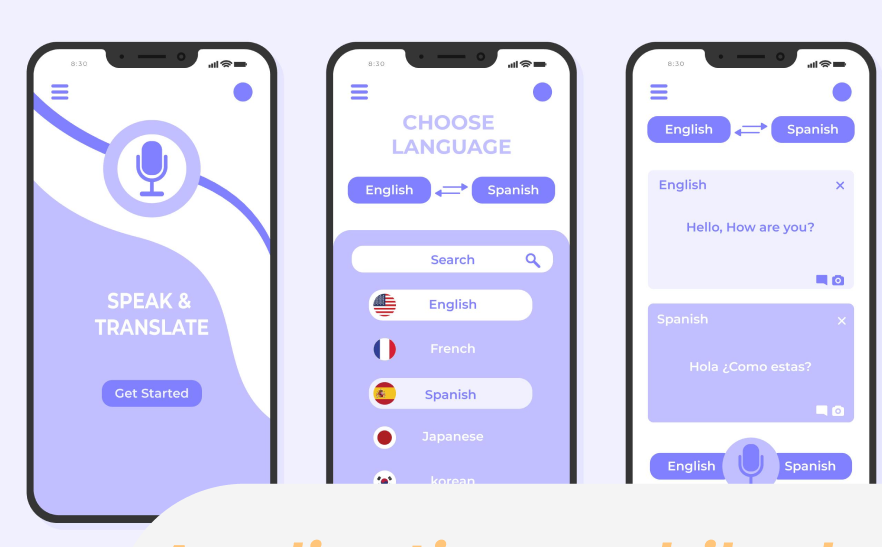 8:30
SPEAK &
TRANSLATE
Get Started
8:30
CHOOSE
LANGUAGE
English
Spanish
Search
English
French
Spanish
Japanese
korean
8:30
English
Spanish
English
Hello, How are you?
Spanish
Hola ¿Como estas?
English
Spanish